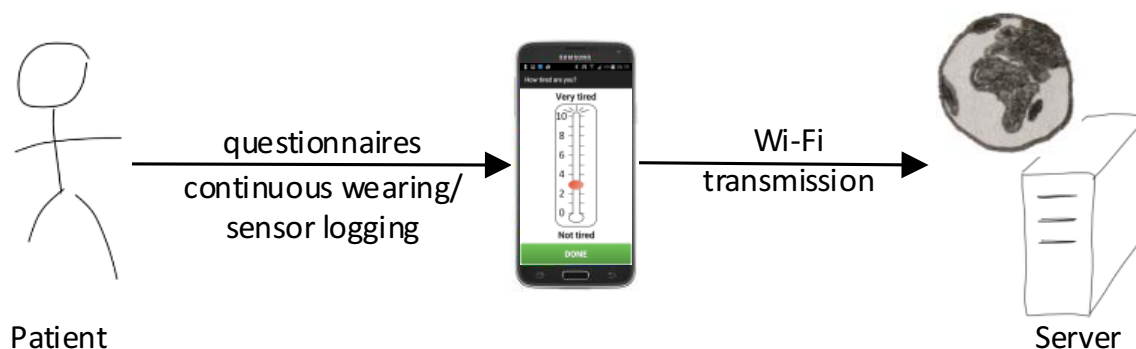 questionnaires
continuous wearing/
sensor logging
SAMSUNG
How tired are you?
Very tired
10
8
6
4
2
0
Not tired
DONE
Wi-Fi
transmission
Patient
Server